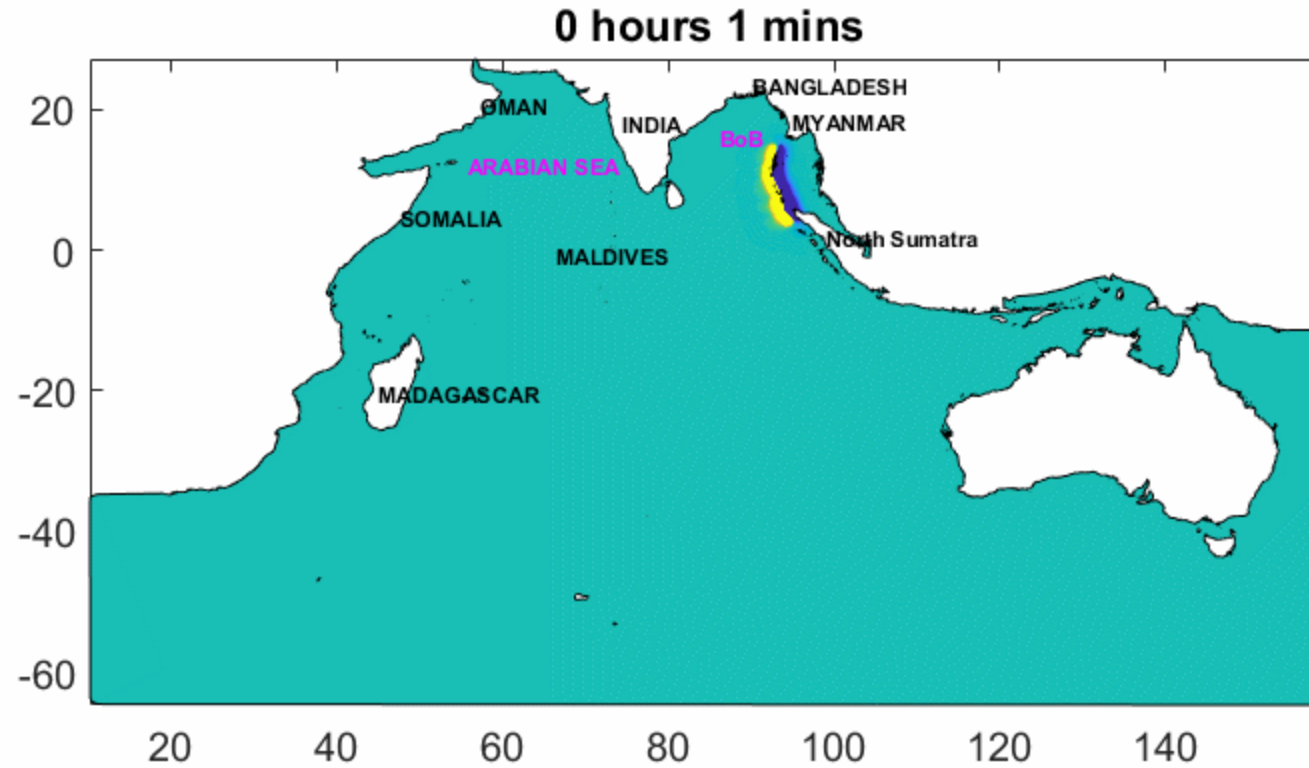 0 hours 1 mins
BANGLADESH
20
OMAN
INDIA
MYANMAR
BoB
ARABIAN SEA
SOMALIA
North Sumatra
0
MALDIVES
-20
MADAGASCAR
-40
-60
20 40 60 80 100 120 140